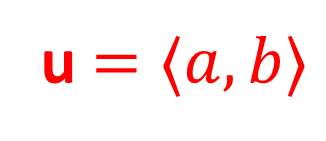 𝐮 = ⟨𝑎, 𝑏⟩